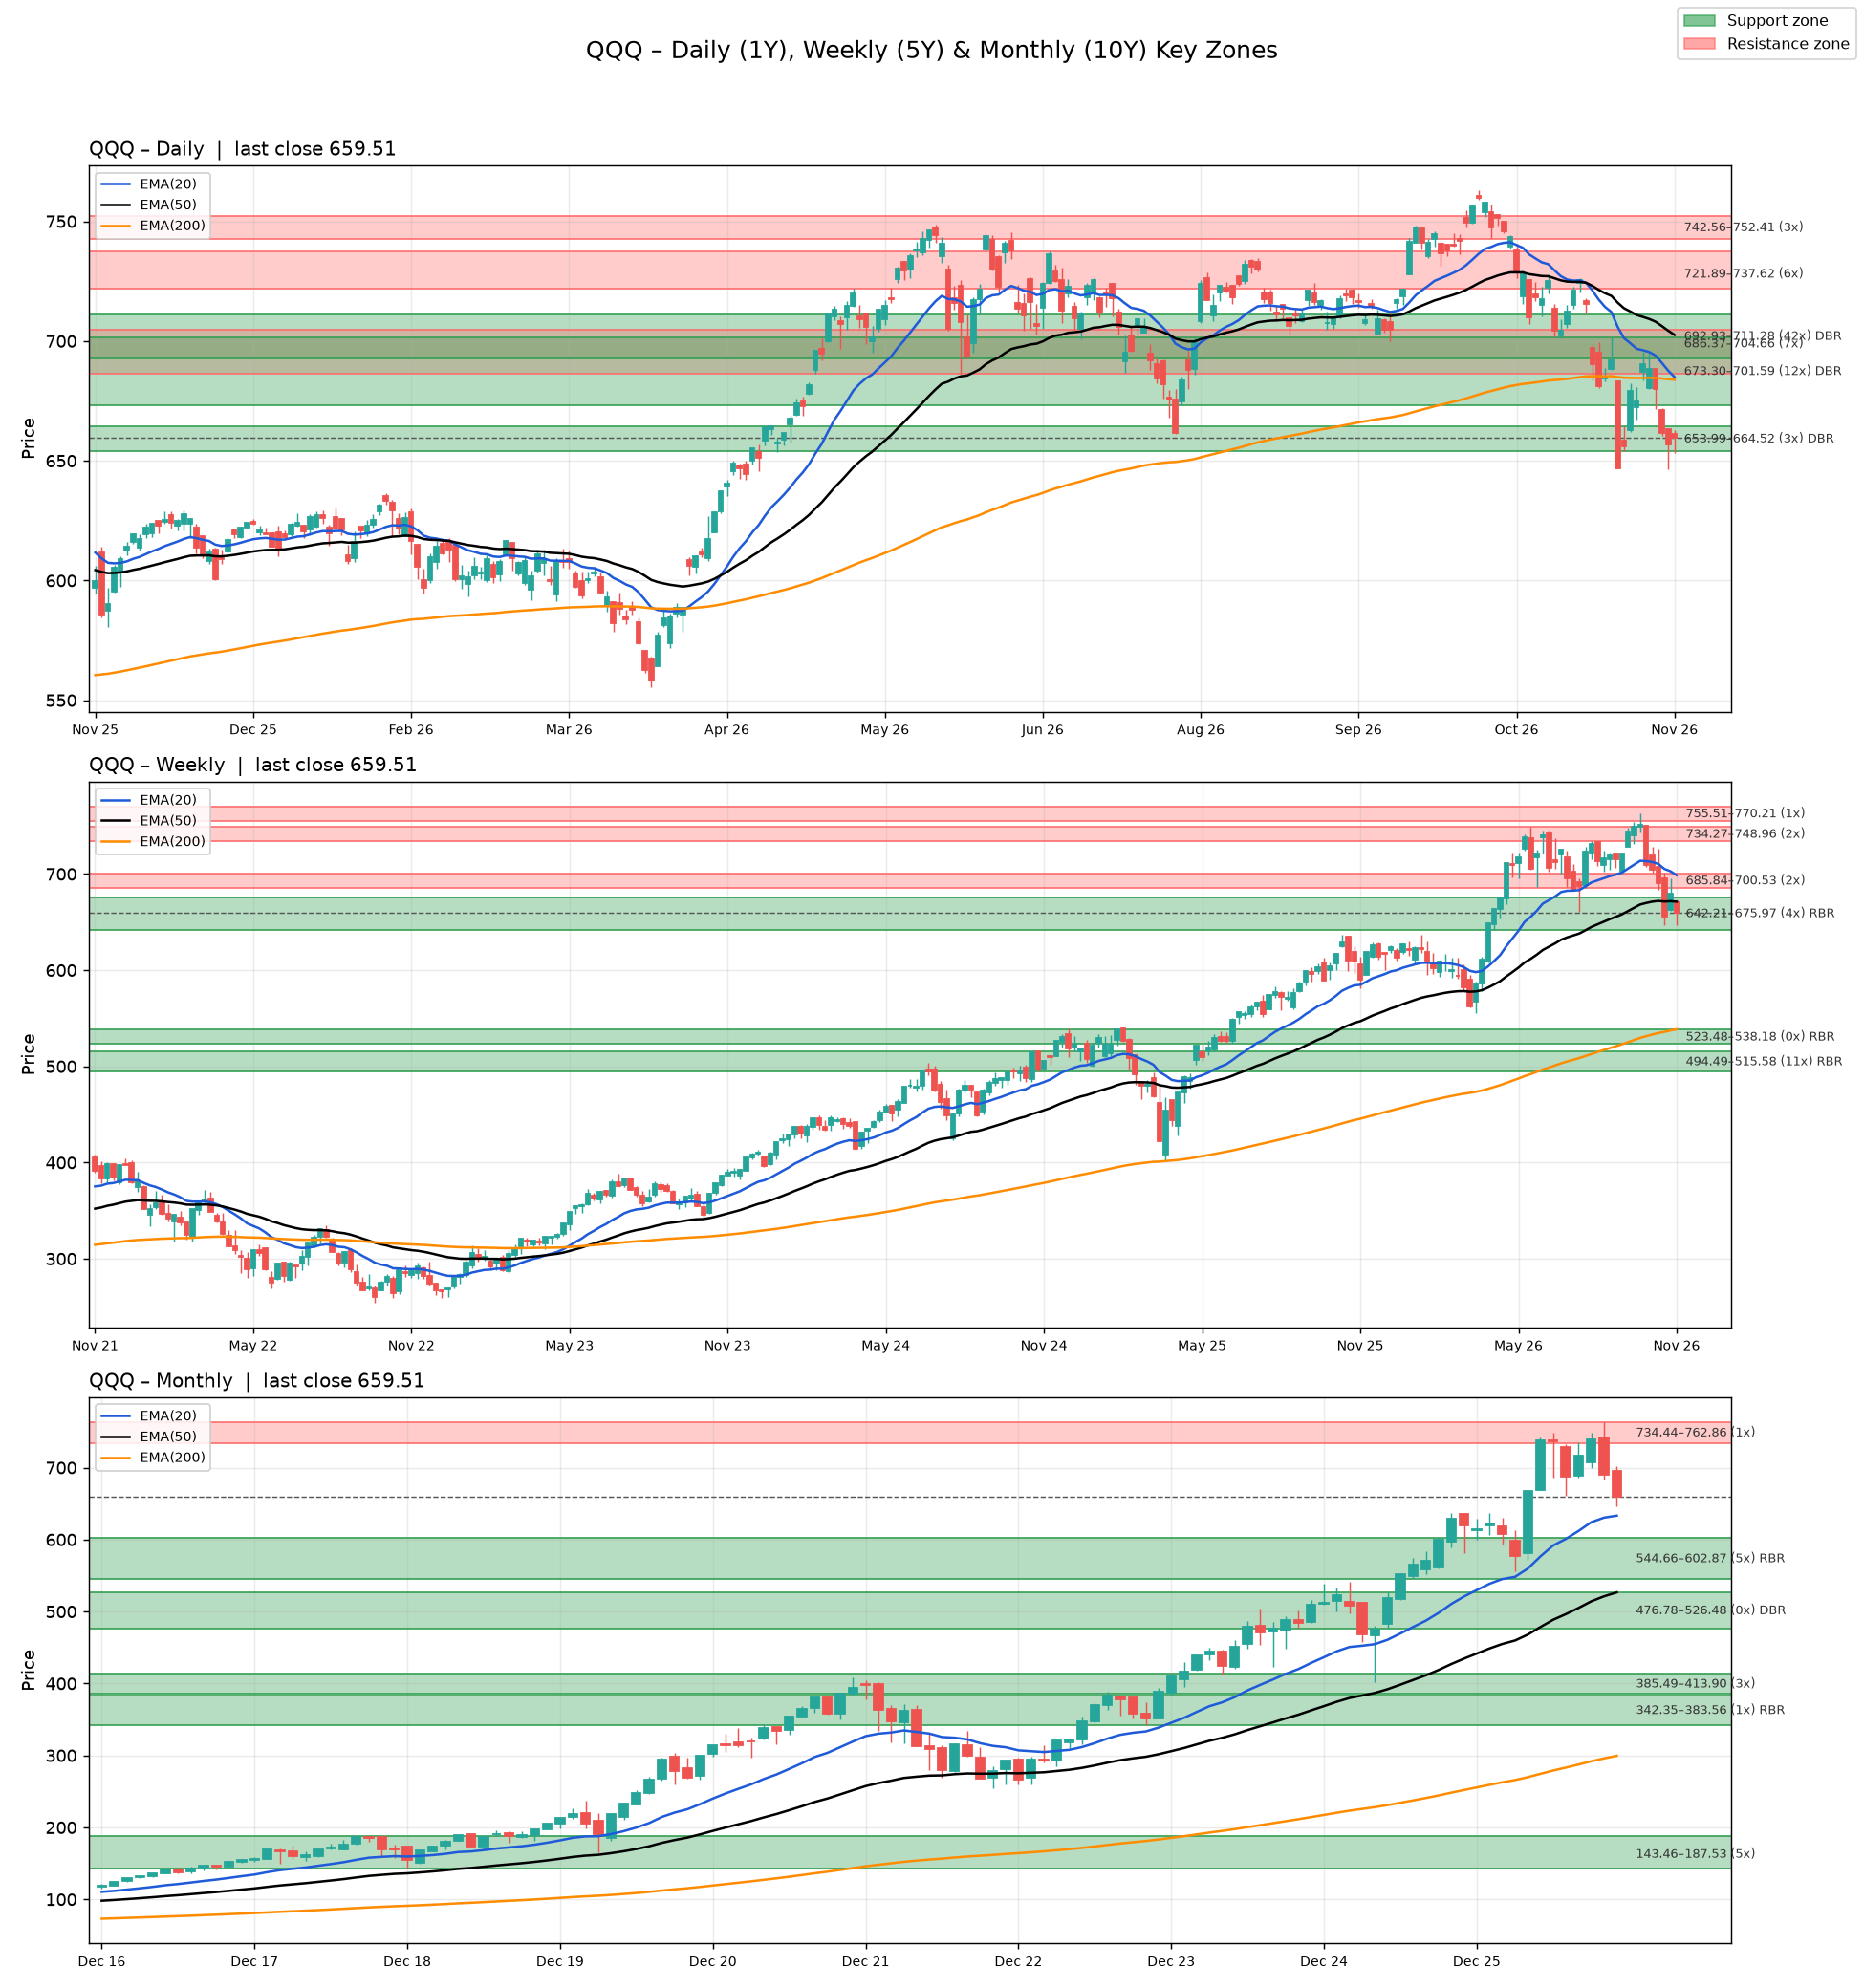 Support zone
Resistance zone
QQQ – Daily (1Y), Weekly (5Y) & Monthly (10Y) Key Zones
QQQ – Daily | last close 659.51
EMA(20)
EMA(50)
EMA(200)
Price
750
700
650
600
550
742.56–752.41 (3x)
721.89–737.62 (6x)
692.93–711.28 (42x) DBR
686.37–704.66 (7x)
673.30–701.59 (12x) DBR
653.99–664.52 (3x) DBR
Nov 25 Dec 25 Feb 26 Mar 26 Apr 26 May 26 Jun 26 Aug 26 Sep 26 Oct 26 Nov 26
QQQ – Weekly | last close 659.51
EMA(20)
EMA(50)
EMA(200)
Price
700
600
500
400
300
755.51–770.21 (1x)
734.27–748.96 (2x)
685.84–700.53 (2x)
642.21–675.97 (4x) RBR
523.48–538.18 (0x) RBR
494.49–515.58 (11x) RBR
Nov 21 May 22 Nov 22 May 23 Nov 23 May 24 Nov 24 May 25 Nov 25 May 26 Nov 26
QQQ – Monthly | last close 659.51
EMA(20)
EMA(50)
EMA(200)
Price
700
600
500
400
300
200
100
734.44–762.86 (1x)
544.66–602.87 (5x) RBR
476.78–526.48 (0x) DBR
385.49–413.90 (3x)
342.35–383.56 (1x) RBR
143.46–187.53 (5x)
Dec 16 Dec 17 Dec 18 Dec 19 Dec 20 Dec 21 Dec 22 Dec 23 Dec 24 Dec 25